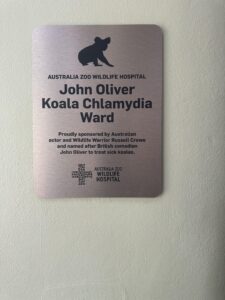 AUSTRALIA ZOO WILDLIFE HOSPITAL
John Oliver
Koala Chlamydia
Ward
Proudly sponsored by Australian
actor and Wildlife Warrior Russell Crowe
and named after British comedian
John Oliver to treat sick koalas.
AUSTRALIA ZOO
WILDLIFE
HOSPITAL